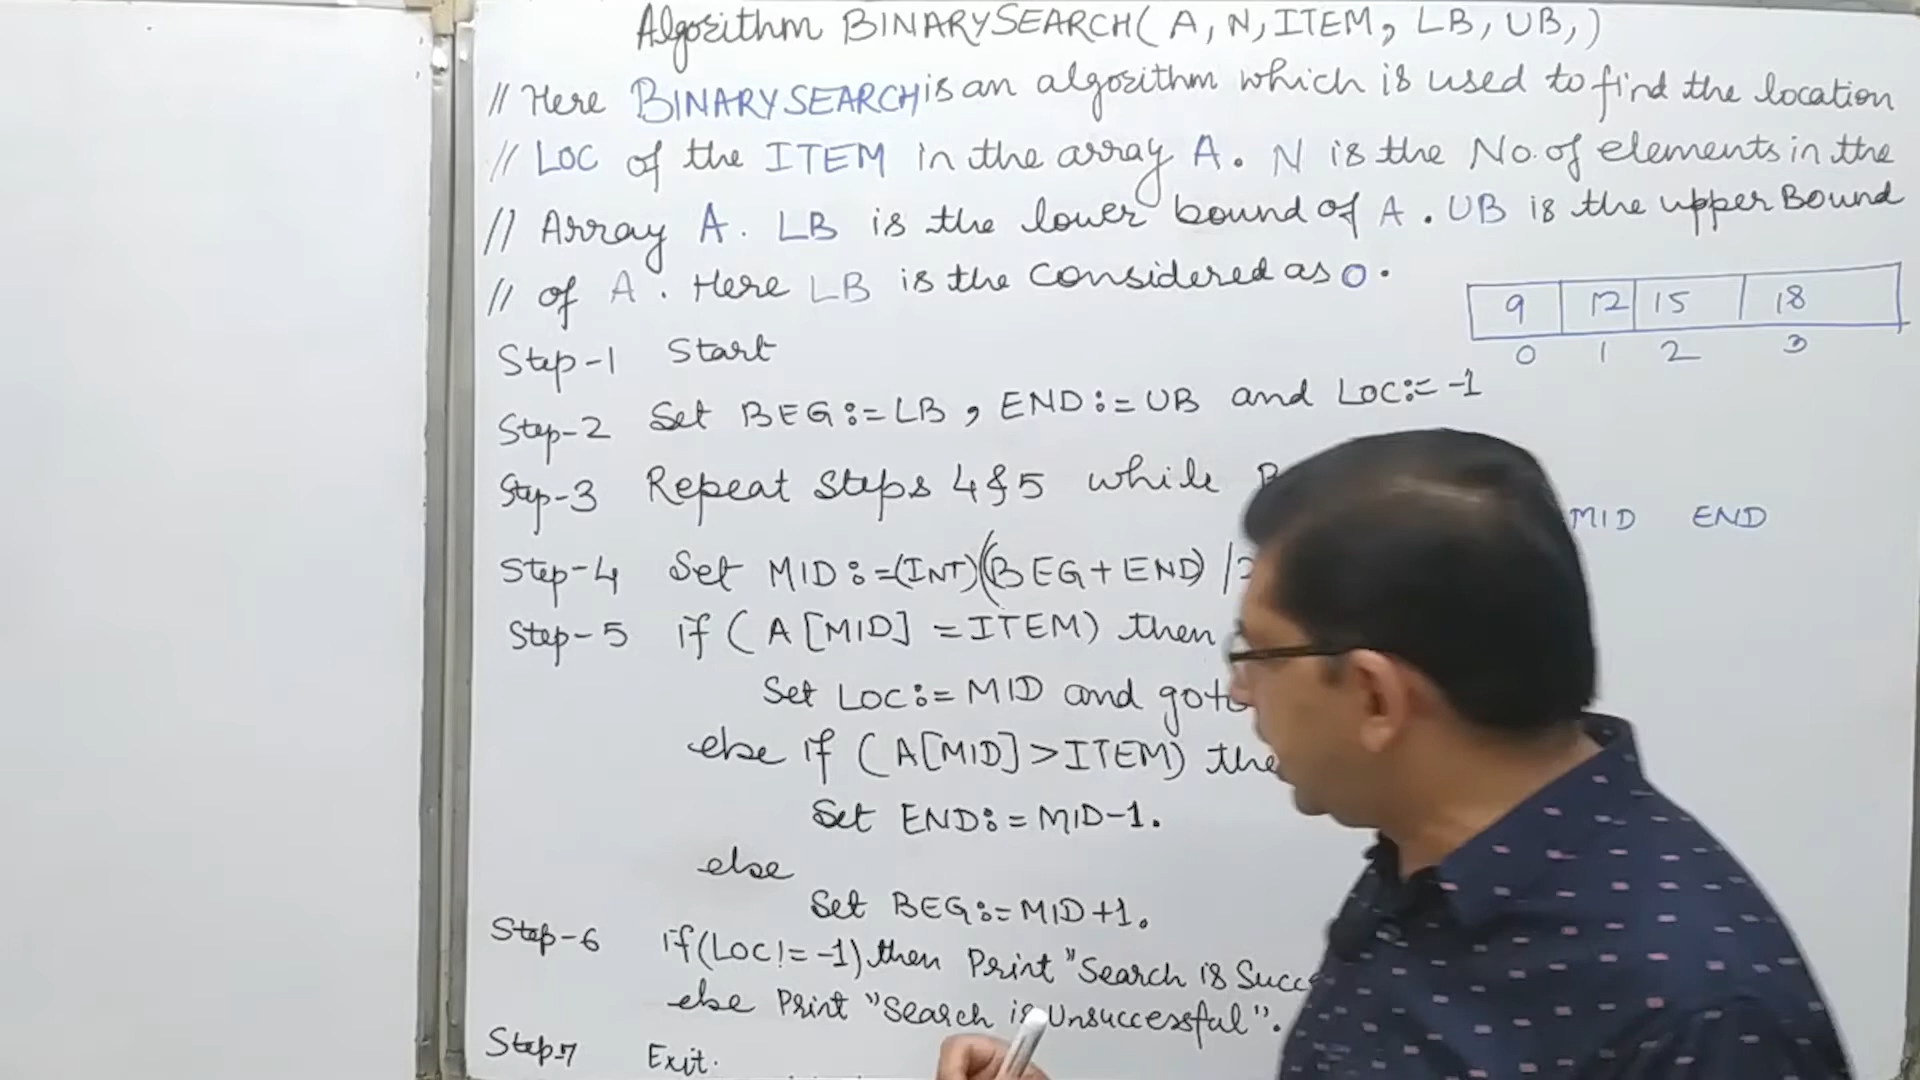 Algorithm BINARYSEARCH( A, N, ITEM, LB, UB, )
// Here BINARYSEARCH is an algorithm which is used to find the location
// LOC of the ITEM in the array A. N is the No. of elements in the
// Array A. LB is the lower bound of A. UB is the upper Bound
// of A. Here LB is the Considered as 0.
9 12 15 18
0 1 2 3
Step-1 Start
Step-2 Set BEG:=LB, END:=UB and LOC:=-1
Step-3 Repeat Steps 4&5 while
MID END
Step-4 Set MID:=(INT)(BEG+END)/2
Step-5 if (A[MID] =ITEM) then
Set LOC:=MID and goto
else if (A[MID]>ITEM)
Set END:=MID-1.
else
Set BEG:=MID+1.
Step-6 if(LOC!=-1) then Print "Search is
else Print "Search is Unsuccessful".
Step-7 Exit.